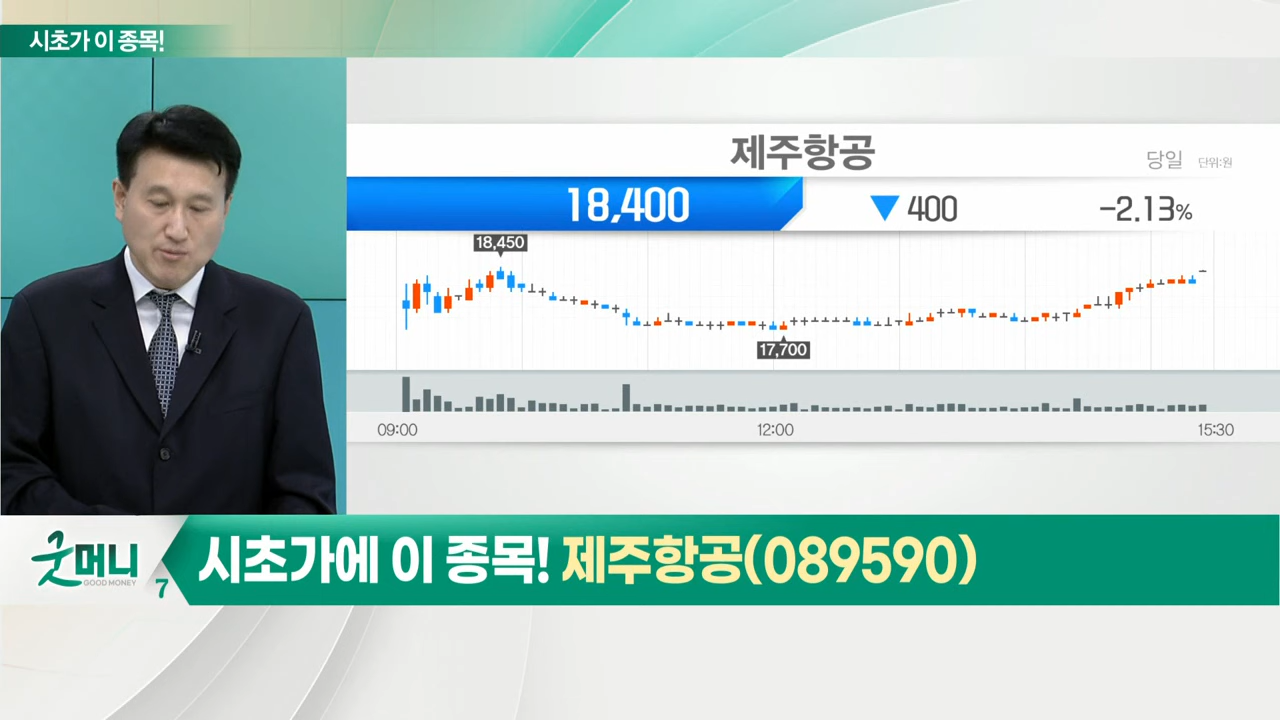 시초가 이 종목!
제주항공
당일 단위:원
18,400 ▼ 400 -2.13%
18,450
17,700
09:00 12:00 15:30
굿머니
GOOD MONEY
7
시초가에 이 종목! 제주항공(089590)